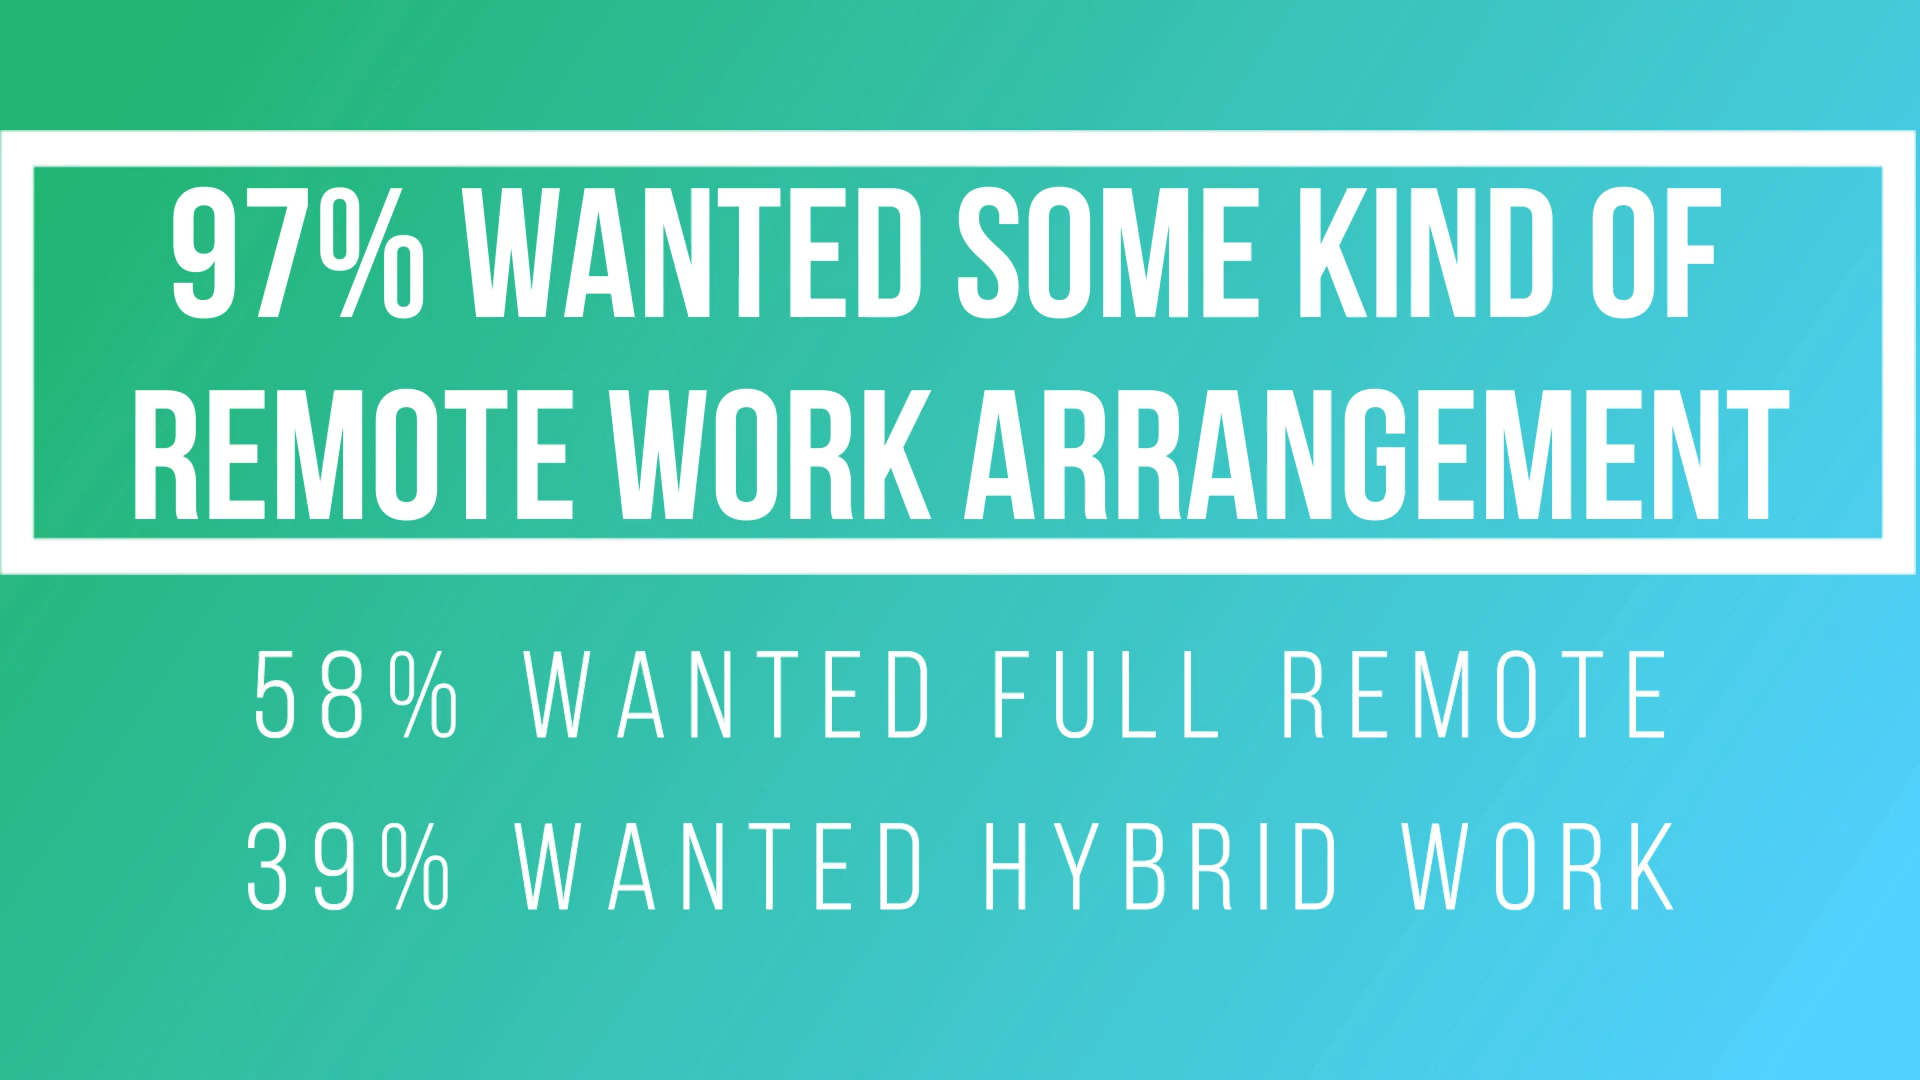 97% WANTED SOME KIND OF
REMOTE WORK ARRANGEMENT
58% WANTED FULL REMOTE
39% WANTED HYBRID WORK